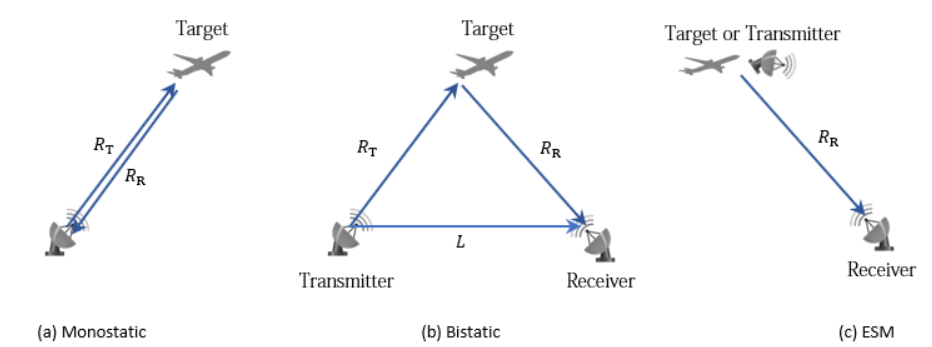 Target
R_T
R_R
(a) Monostatic
Target
R_T
R_R
L
Transmitter
Receiver
(b) Bistatic
Target or Transmitter
R_R
Receiver
(c) ESM